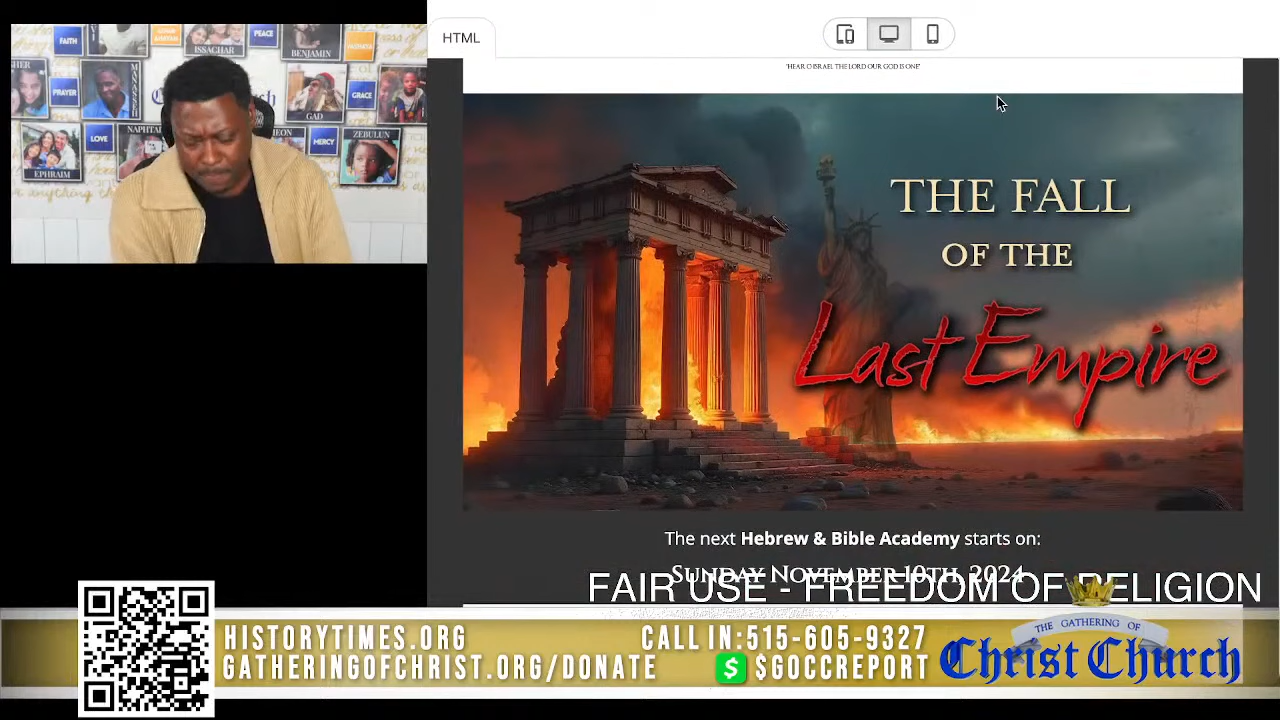 HTML
'HEAR O ISRAEL THE LORD OUR GOD IS ONE'
FAITH
ISSACHAR
PEACE
BENJAMIN
PRAYER
GAD
GRACE
LOVE
NAPHTAL
MERCY
ZEBULUN
EPHRAIM
THE FALL
OF THE
Last Empire
The next Hebrew & Bible Academy starts on:
SUNDAY NOVEMBER 10TH, 2024
FAIR USE - FREEDOM OF RELIGION
HISTORYTIMES.ORG
CALL IN:515-605-9327
GATHERINGOFCHRIST.ORG/DONATE
$ $GOCCREPORT
THE GATHERING OF
Christ Church